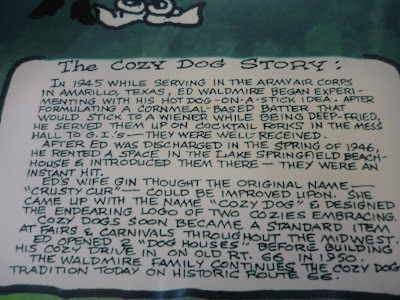 The COZY DOG STORY:
IN 1945 WHILE SERVING IN THE ARMY AIR CORPS
IN AMARILLO, TEXAS, ED WALDMIRE BEGAN EXPERI-
MENTING WITH HIS HOT DOG-ON-A-STICK IDEA. AFTER
FORMULATING A CORNMEAL-BASED BATTER THAT
WOULD STICK TO A WIENER WHILE BEING DEEP-FRIED,
HE SERVED THEM UP ON COCKTAIL FORKS IN THE MESS
HALL TO G.I.'S — THEY WERE WELL-RECEIVED.
AFTER ED WAS DISCHARGED IN THE SPRING OF 1946,
HE RENTED A SPACE IN THE LAKE SPRINGFIELD BEACH-
HOUSE & INTRODUCED THEM THERE — THEY WERE AN
INSTANT HIT.
ED'S WIFE GIN THOUGHT THE ORIGINAL NAME —
"CRUSTY CUR" — COULD BE IMPROVED UPON. SHE
CAME UP WITH THE NAME "COZY DOG" & DESIGNED
THE ENDEARING LOGO OF TWO COZIES EMBRACING.
COZY DOGS SOON BECAME A STANDARD ITEM
AT FAIRS & CARNIVALS THROUGHOUT THE MIDWEST.
ED OPENED 2 "DOG HOUSES" BEFORE BUILDING
HIS COZY DRIVE IN ON OLD RT. 66 IN 1950.
THE WALDMIRE FAMILY CONTINUES THE COZY DOG
TRADITION TODAY ON HISTORIC ROUTE 66.